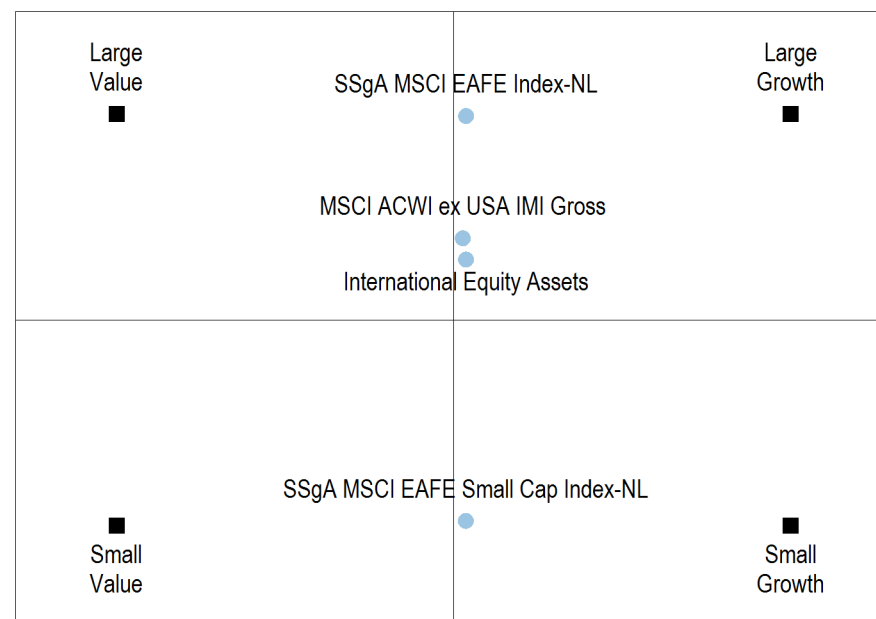 Large
Value
SSgA MSCI EAFE Index-NL
Large
Growth
MSCI ACWI ex USA IMI Gross
International Equity Assets
SSgA MSCI EAFE Small Cap Index-NL
Small
Value
Small
Growth